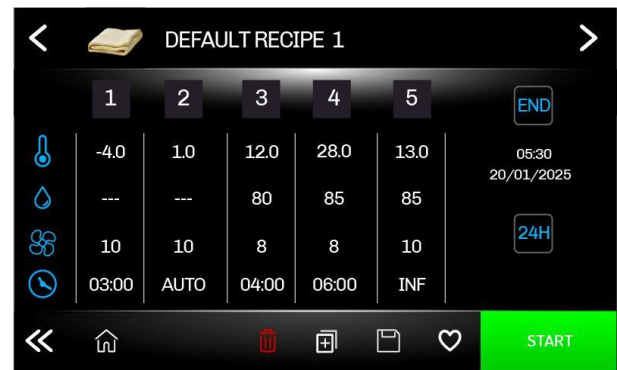 DEFAULT RECIPE 1
1 2 3 4 5
END
-4.0 1.0 12.0 28.0 13.0
05:30
20/01/2025
--- --- 80 85 85
10 10 8 8 10
24H
03:00 AUTO 04:00 06:00 INF
START